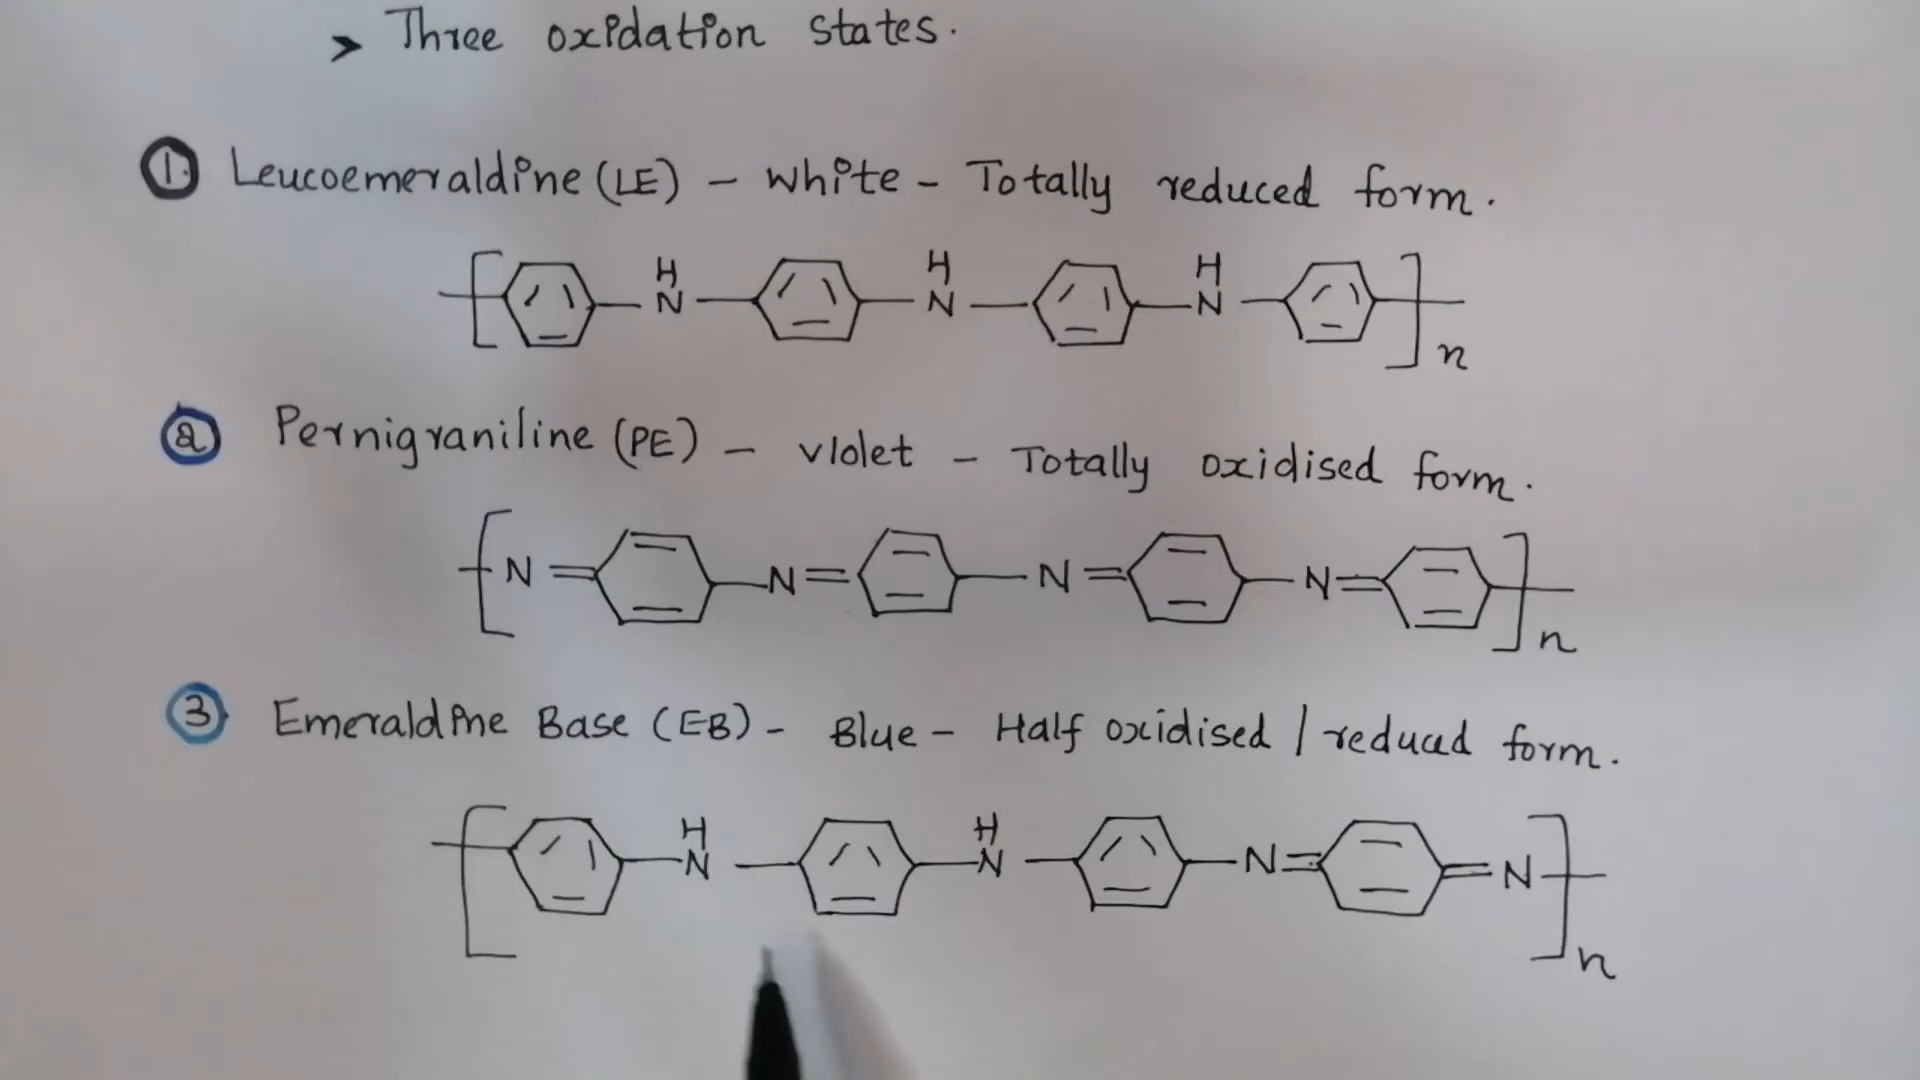 > Three oxidation states.
1. Leucoemeraldine (LE) - white - Totally reduced form.
H H H
N N N
n
2 Pernigraniline (PE) - violet - Totally oxidised form.
N N N N
n
3 Emeraldine Base (EB) - Blue - Half oxidised / reduced form.
H H
N N N N
n